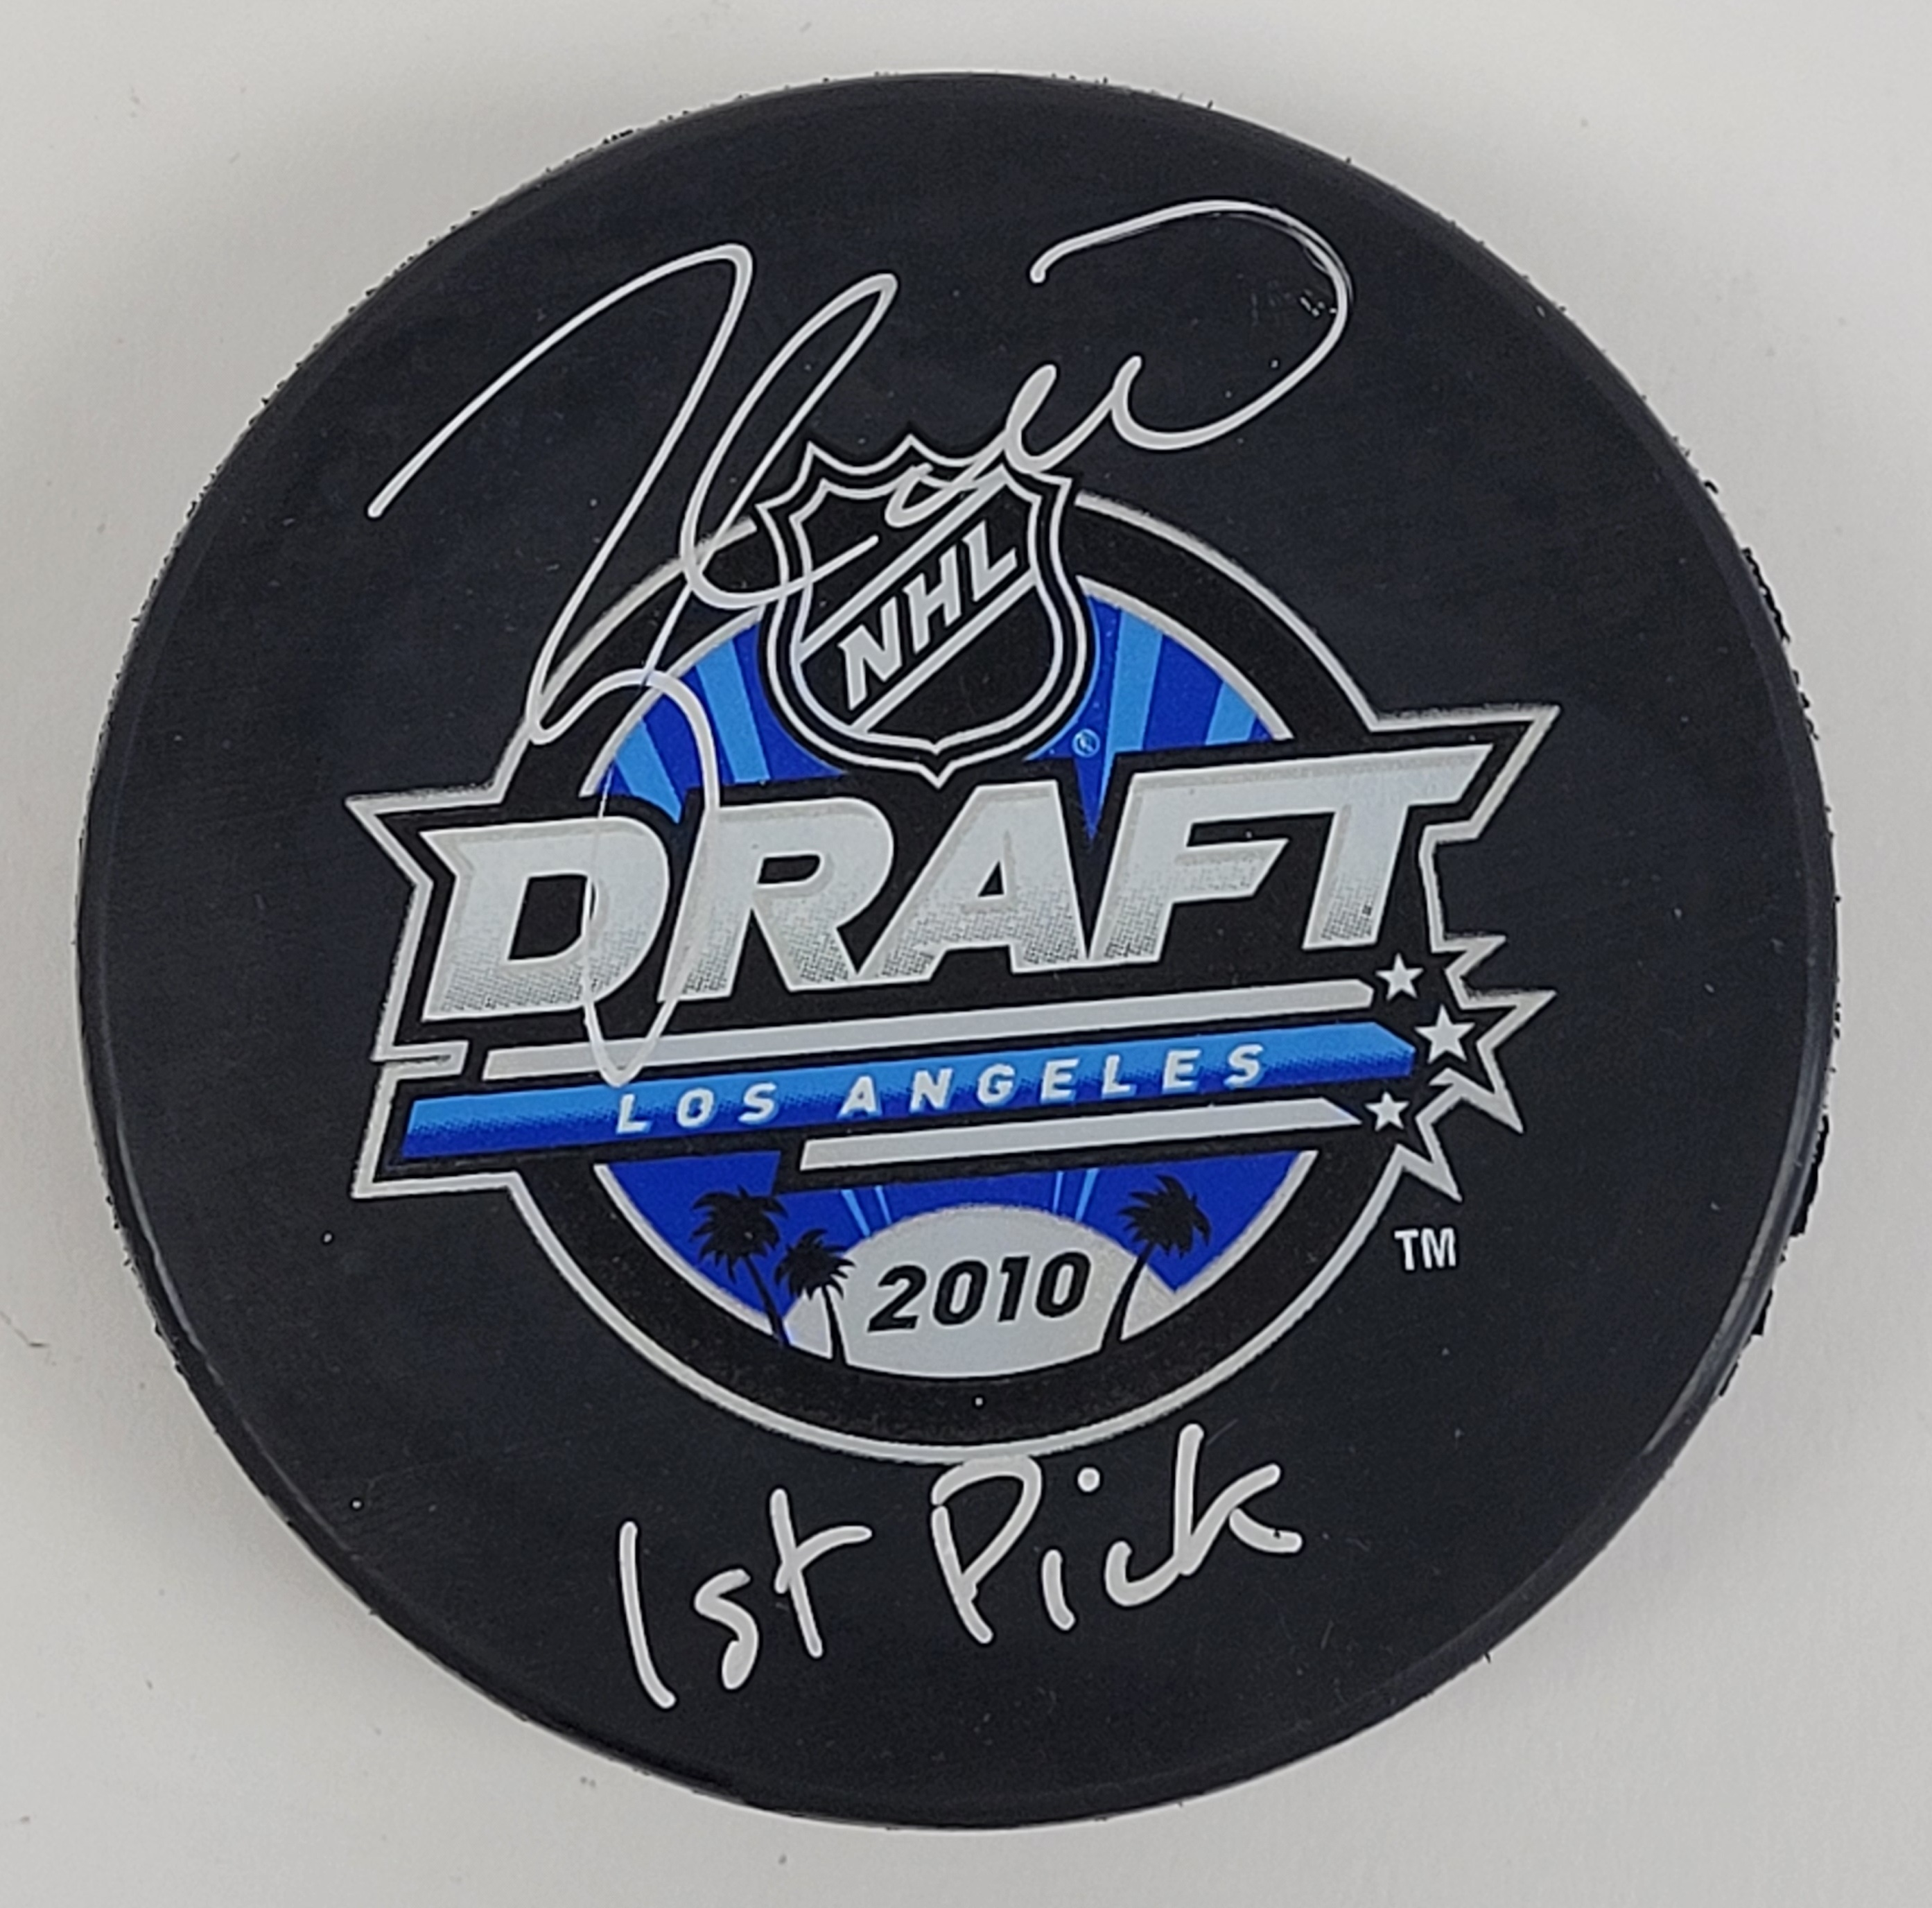 NHL
®
DRAFT
LOS ANGELES
2010
TM
1st Pick